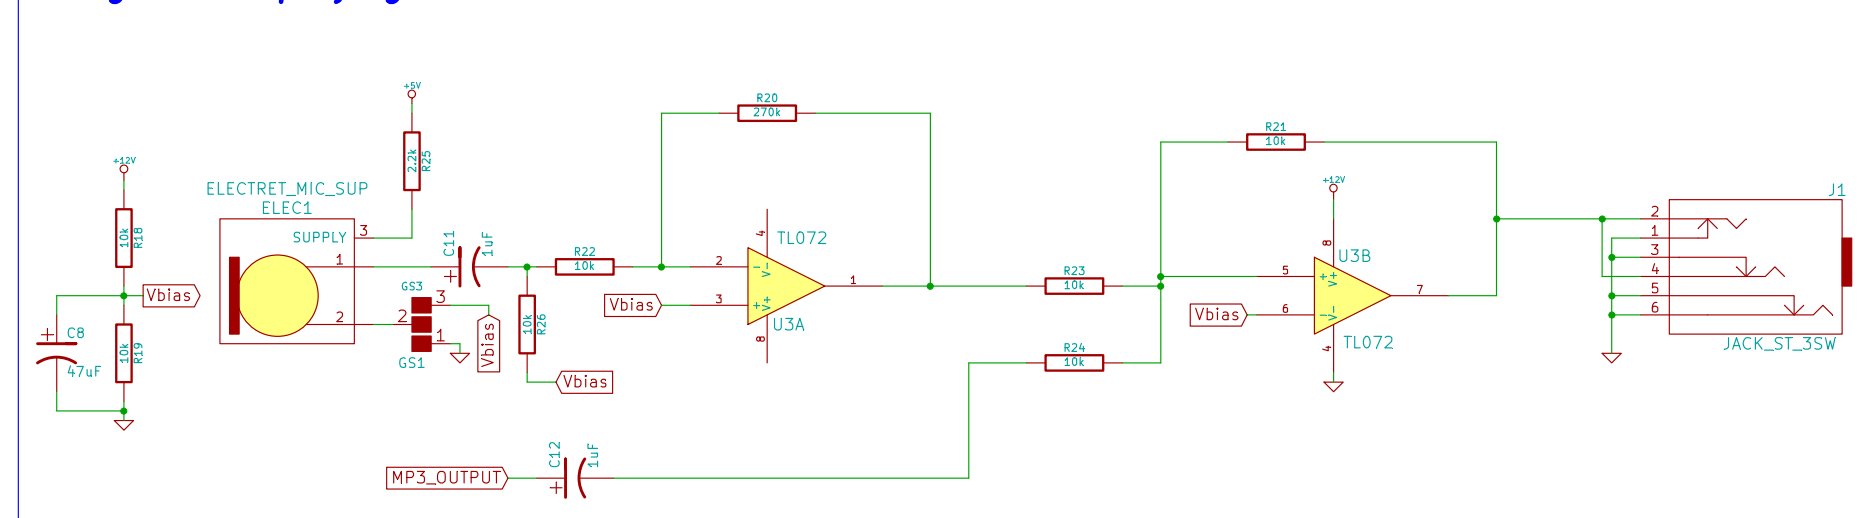 +12V
10k
R18
Vbias
C8
47uF
10k
R19
ELECTRET_MIC_SUP
ELEC1
SUPPLY
3
1
2
+5V
2.2k
R25
C11
1uF
GS3
3
2
1
GS1
Vbias
R22
10k
10k
R26
Vbias
R20
270k
Vbias
2
3
4
V-
V+
8
1
TL072
U3A
MP3_OUTPUT
C12
1uF
R23
10k
R24
10k
R21
10k
+12V
8
U3B
Vbias
5
6
V+
V-
4
7
TL072
J1
2
1
3
4
5
6
JACK_ST_3SW